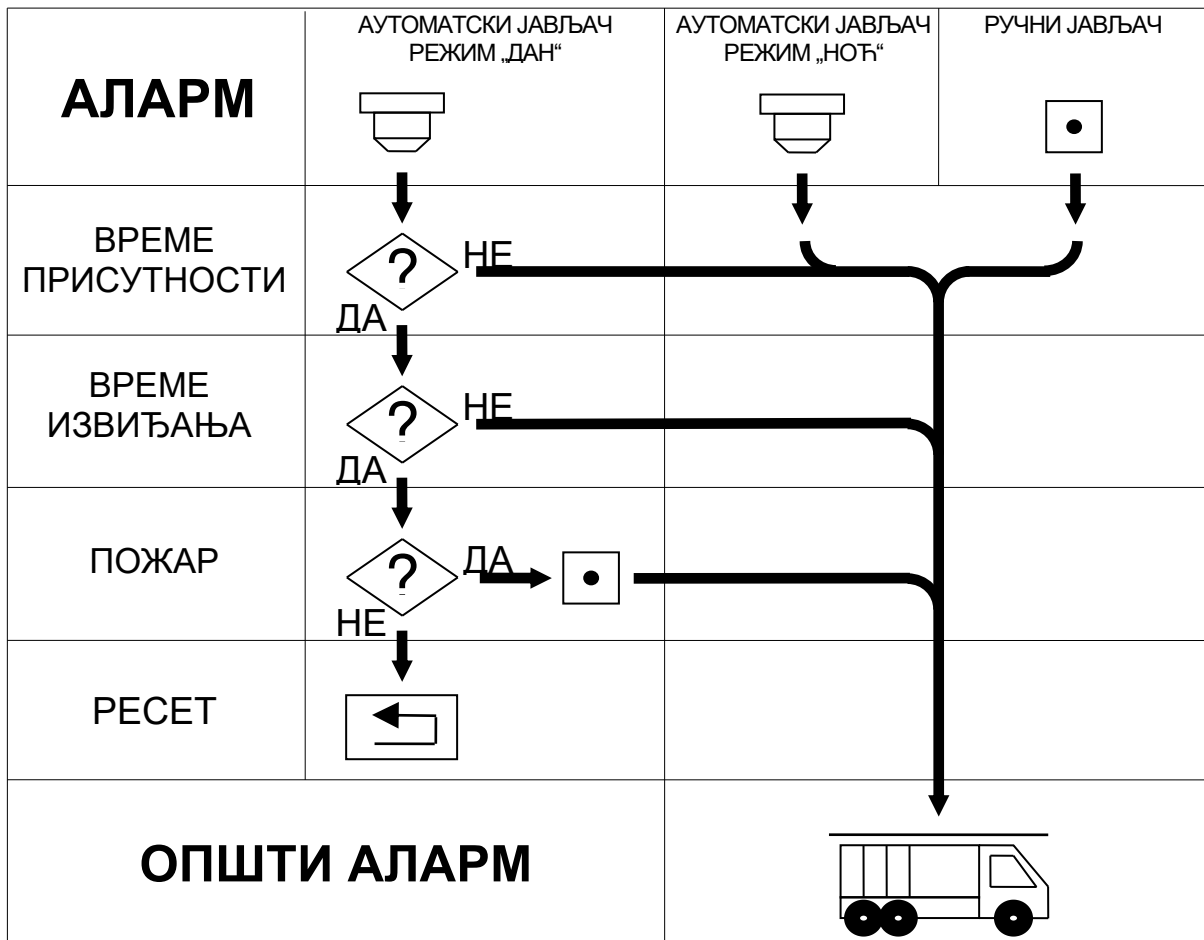 АЛАРМ
АУТОМАТСКИ ЈАВЉАЧ
РЕЖИМ „ДАН“
АУТОМАТСКИ ЈАВЉАЧ
РЕЖИМ „НОЋ“
РУЧНИ ЈАВЉАЧ
ВРЕМЕ
ПРИСУТНОСТИ
?
НЕ
ДА
ВРЕМЕ
ИЗВИЂАЊА
?
НЕ
ДА
ПОЖАР
?
ДА
НЕ
РЕСЕТ
ОПШТИ АЛАРМ